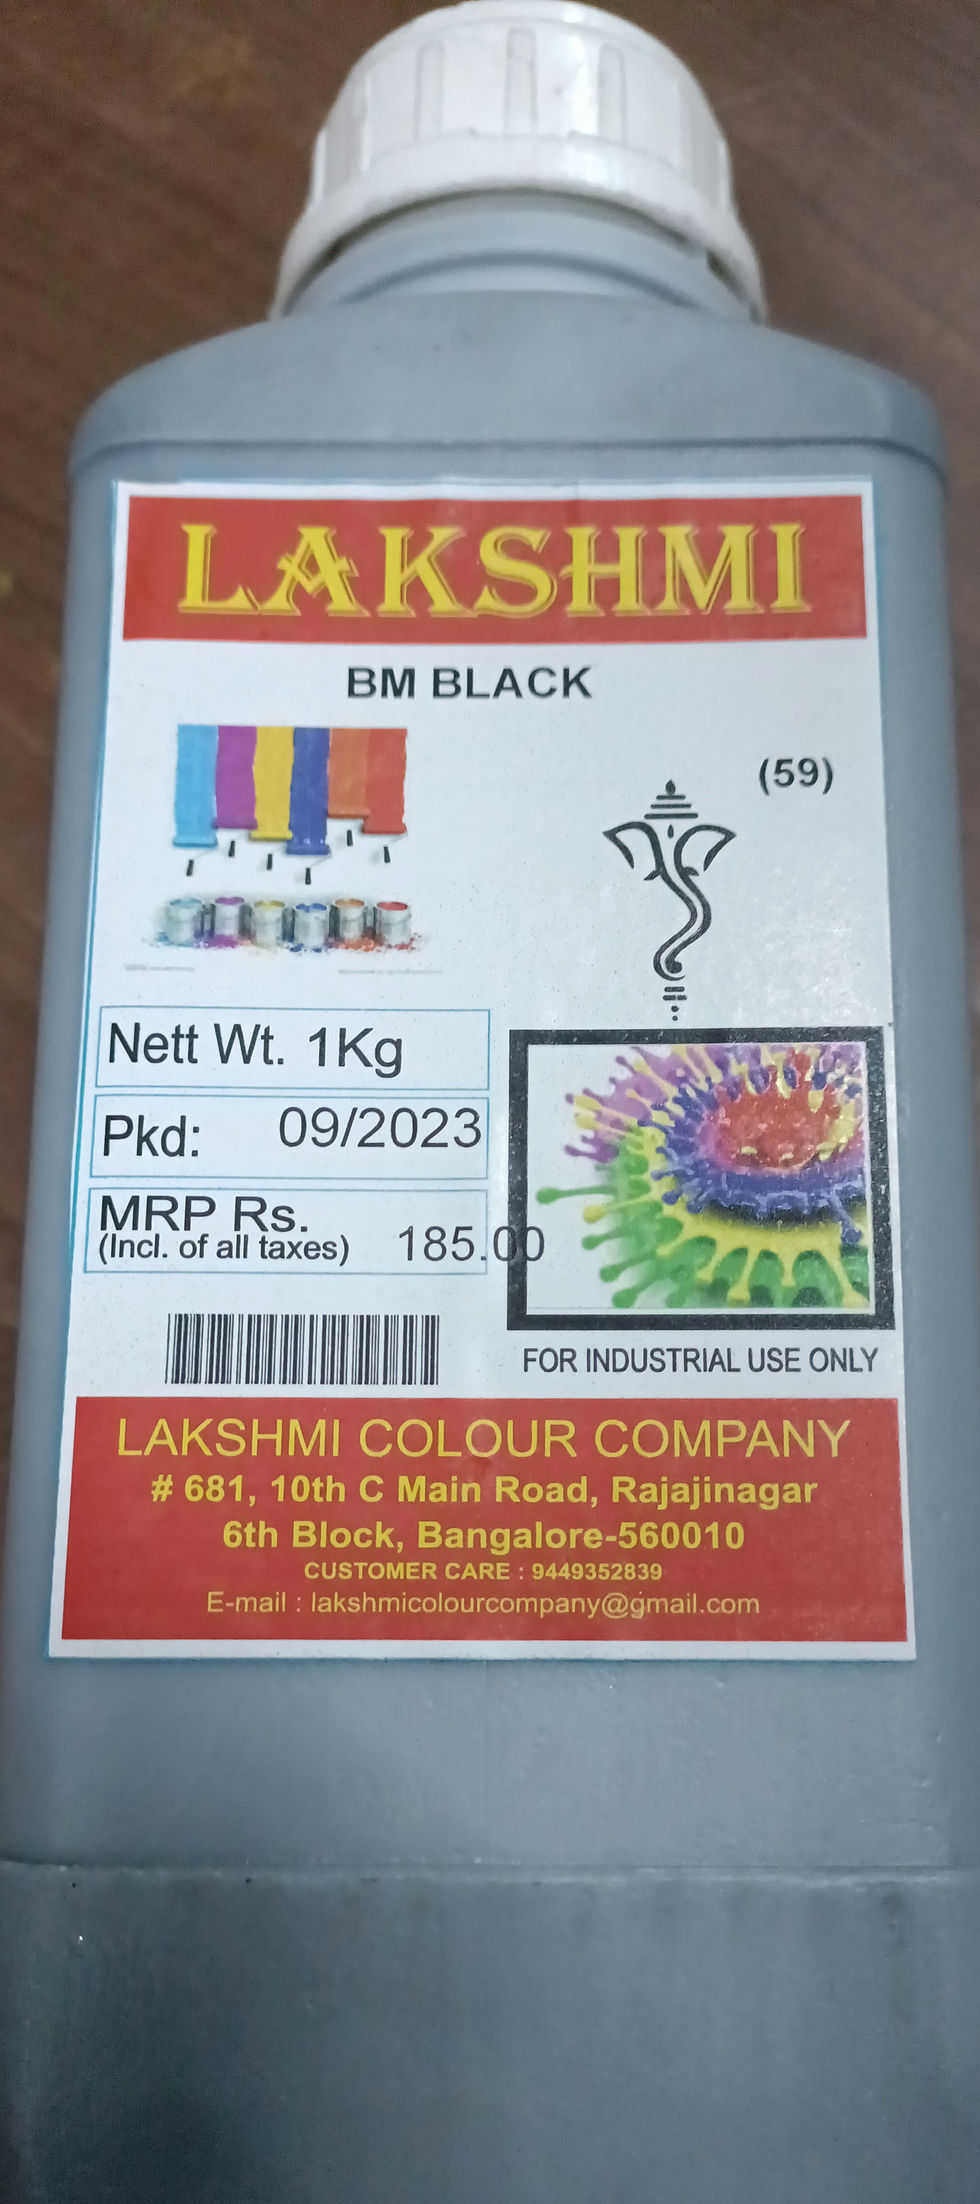 LAKSHMI
BM BLACK
(59)
Nett Wt. 1Kg
Pkd: 09/2023
MRP Rs.
(Incl. of all taxes) 185.00
FOR INDUSTRIAL USE ONLY
LAKSHMI COLOUR COMPANY
# 681, 10th C Main Road, Rajajinagar
6th Block, Bangalore-560010
CUSTOMER CARE : 9449352839
E-mail : lakshmicolourcompany@gmail.com